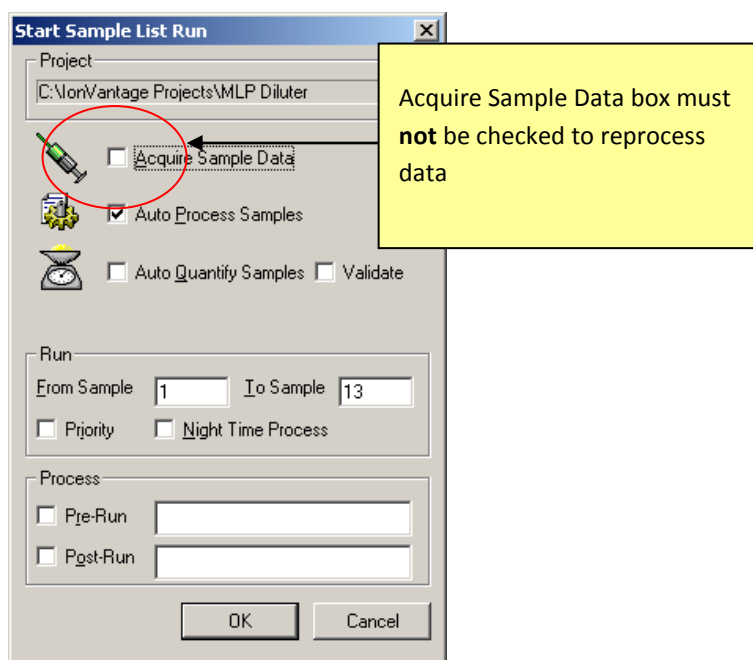 Start Sample List Run
Project
C:\IonVantage Projects\MLP Diluter
Acquire Sample Data
Auto Process Samples
Auto Quantify Samples Validate
Run
From Sample 1 To Sample 13
Priority Night Time Process
Process
Pre-Run
Post-Run
OK Cancel
Acquire Sample Data box must
not be checked to reprocess
data